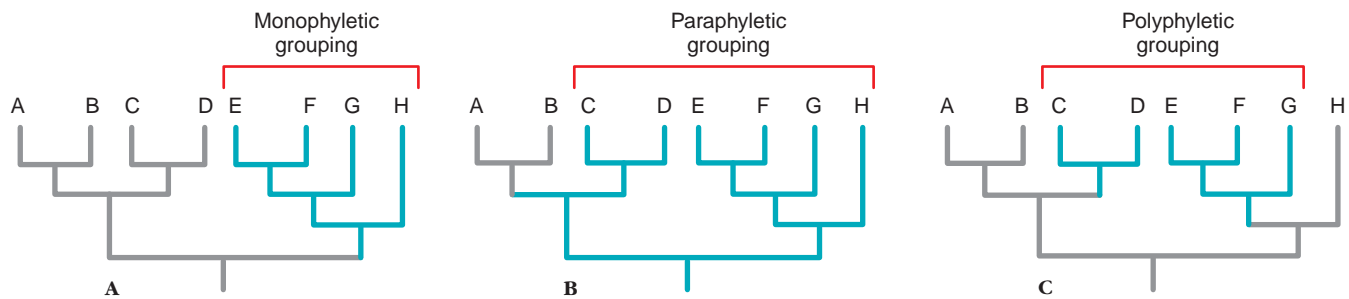 Monophyletic
grouping
A B C D E F G H
A
Paraphyletic
grouping
A B C D E F G H
B
Polyphyletic
grouping
A B C D E F G H
C